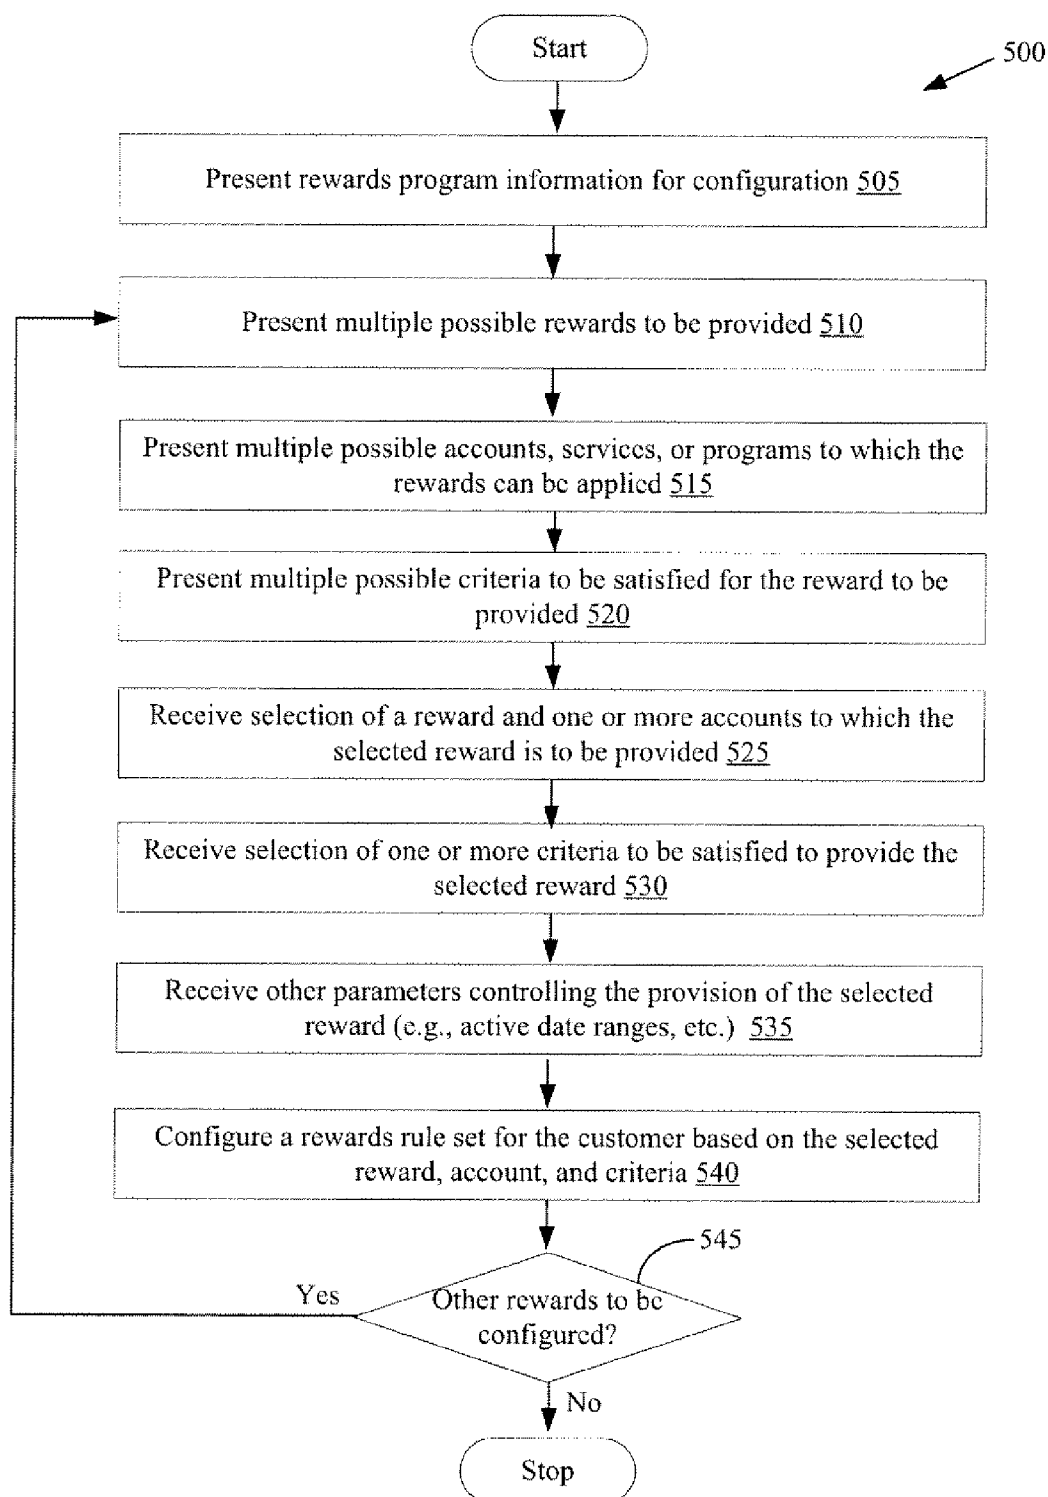 Start
500
Present rewards program information for configuration 505
Present multiple possible rewards to be provided 510
Present multiple possible accounts, services, or programs to which the
rewards can be applied 515
Present multiple possible criteria to be satisfied for the reward to be
provided 520
Receive selection of a reward and one or more accounts to which the
selected reward is to be provided 525
Receive selection of one or more criteria to be satisfied to provide the
selected reward 530
Receive other parameters controlling the provision of the selected
reward (e.g., active date ranges, etc.) 535
Configure a rewards rule set for the customer based on the selected
reward, account, and criteria 540
545
Yes
Other rewards to be
configured?
No
Stop